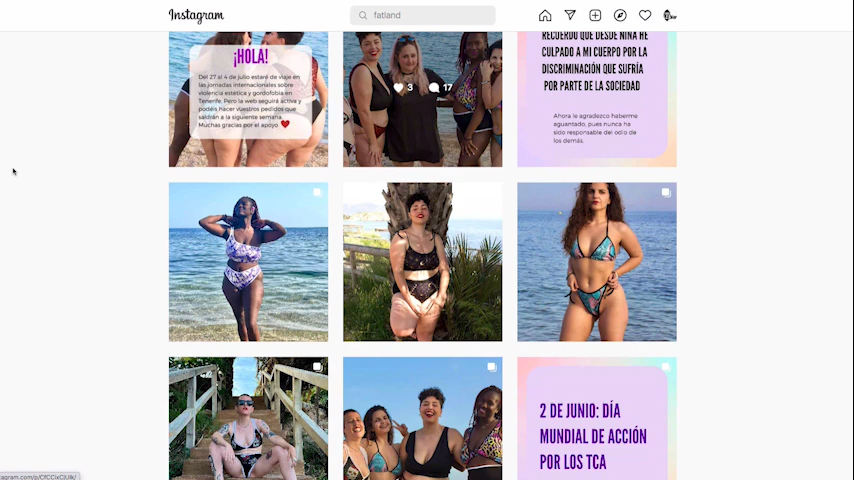 Instagram
fatland
¡HOLA!
Del 27 al 4 de julio estaré de viaje en
las jornadas internacionales sobre
violencia estética y gordofobia en
Tenerife. Pero la web seguirá activa y
podéis hacer vuestros pedidos que
saldrán a la siguiente semana.
Muchas gracias por el apoyo
3 17
RECUERDO QUE DESDE NIÑA HE
CULPADO A MI CUERPO POR LA
DISCRIMINACIÓN QUE SUFRÍA
POR PARTE DE LA SOCIEDAD
Ahora le agradezco haberme
aguantado, pues nunca ha
sido responsable del odio de
los demás.
2 DE JUNIO: DÍA
MUNDIAL DE ACCIÓN
POR LOS TCA